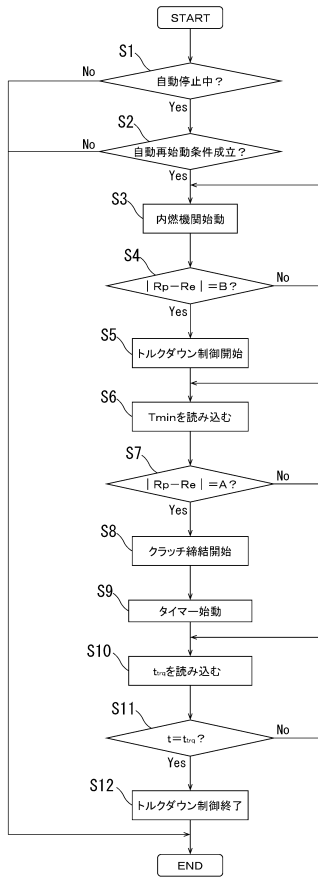 START
S1
No
自動停止中？
Yes
S2
No
自動再始動条件成立？
Yes
S3
内燃機関始動
S4
｜Rp－Re｜＝B？
No
Yes
S5
トルクダウン制御開始
S6
Tminを読み込む
S7
｜Rp－Re｜＝A？
No
Yes
S8
クラッチ締結開始
S9
タイマー始動
S10
ttrqを読み込む
S11
t＝ttrq？
No
Yes
S12
トルクダウン制御終了
END